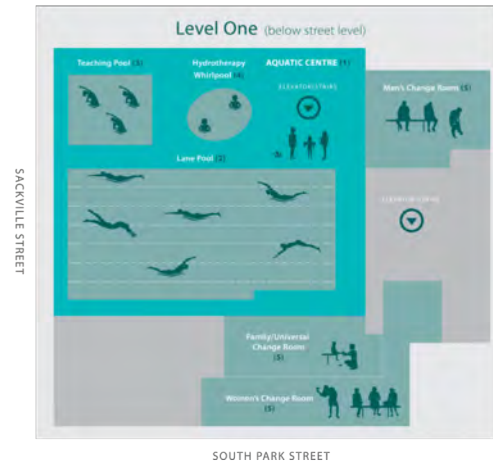 Level One (below street level)
Teaching Pool (3)
Hydrotherapy
Whirlpool (4)
AQUATIC CENTRE (1)
ELEVATOR/STAIRS
Men's Change Room (5)
Lane Pool (2)
ELEVATOR/STAIRS
SACKVILLE STREET
Family/Universal
Change Room
(5)
Women's Change Room
(5)
SOUTH PARK STREET